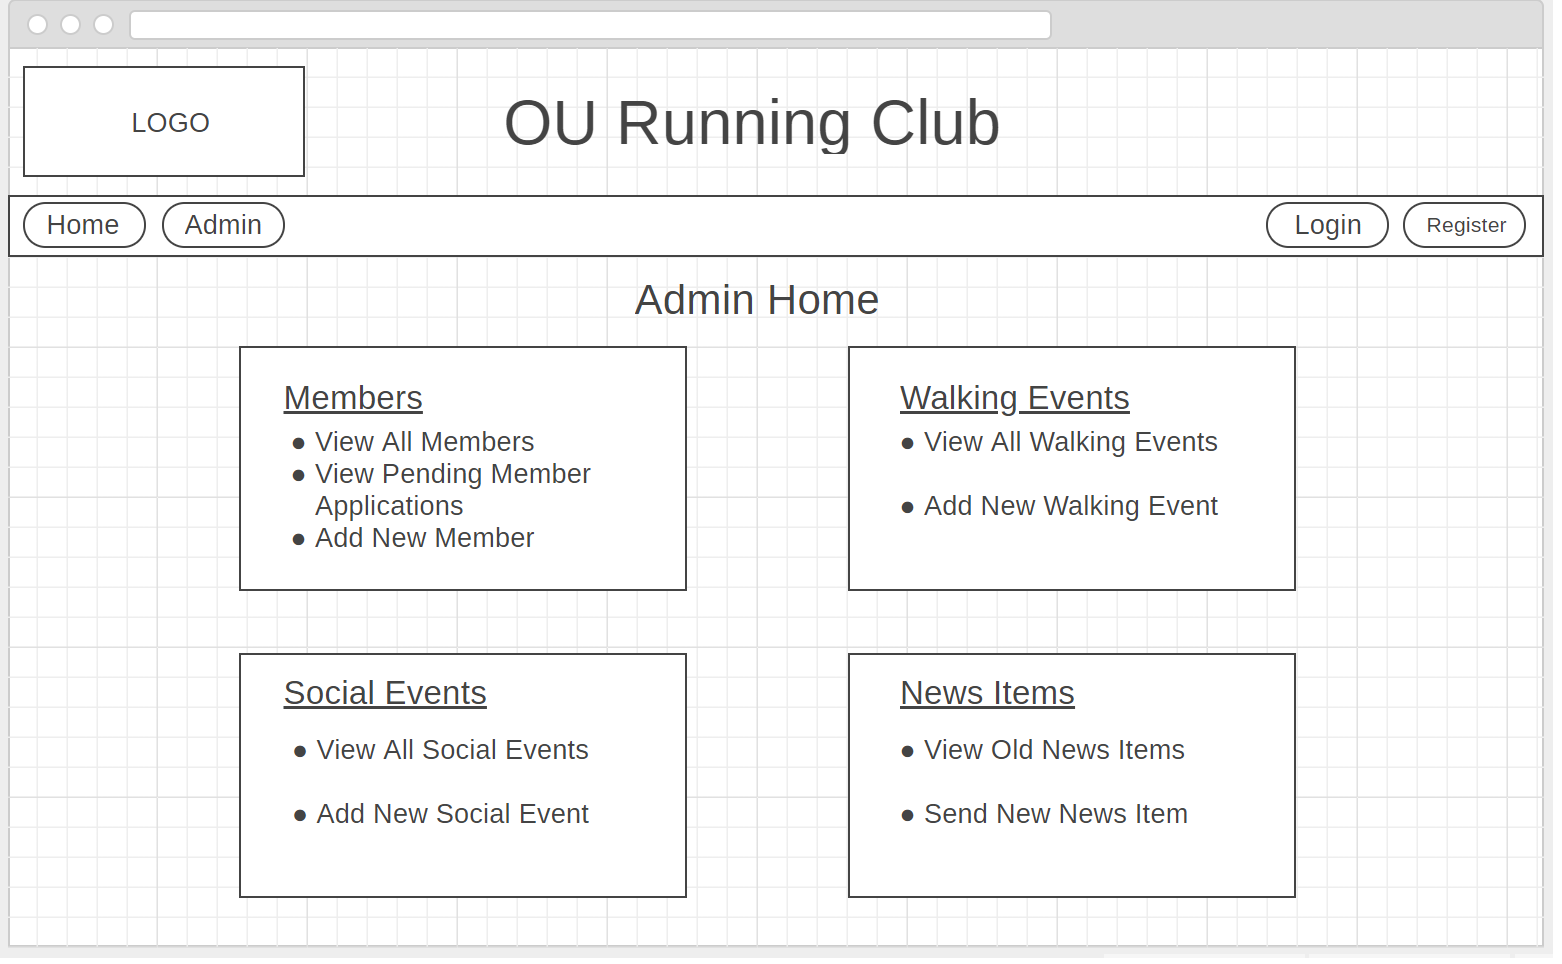 LOGO
OU Running Club
Home
Admin
Login
Register
Admin Home
Members
● View All Members
● View Pending Member
Applications
● Add New Member
Walking Events
● View All Walking Events
● Add New Walking Event
Social Events
● View All Social Events
● Add New Social Event
News Items
● View Old News Items
● Send New News Item